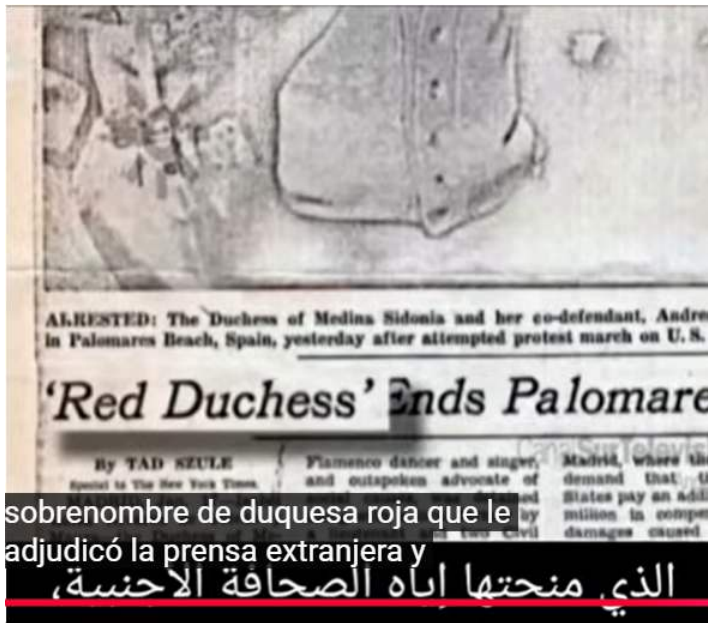 ARRESTED: The Duchess of Medina Sidonia and her co-defendant, Andre
in Palomares Beach, Spain, yesterday after attempted protest march on U.S.
'Red Duchess' Ends Palomare
By TAD SZULC
Special to The New York Times
Flamenco dancer and singer,
and outspoken advocate of
Madrid, where the
demand that
States pay an addi
million in compe
damages caused
CanalSurTelevis
sobrenombre de duquesa roja que le
adjudicó la prensa extranjera y
الذي منحتها إياه الصحافة الأجنبية،